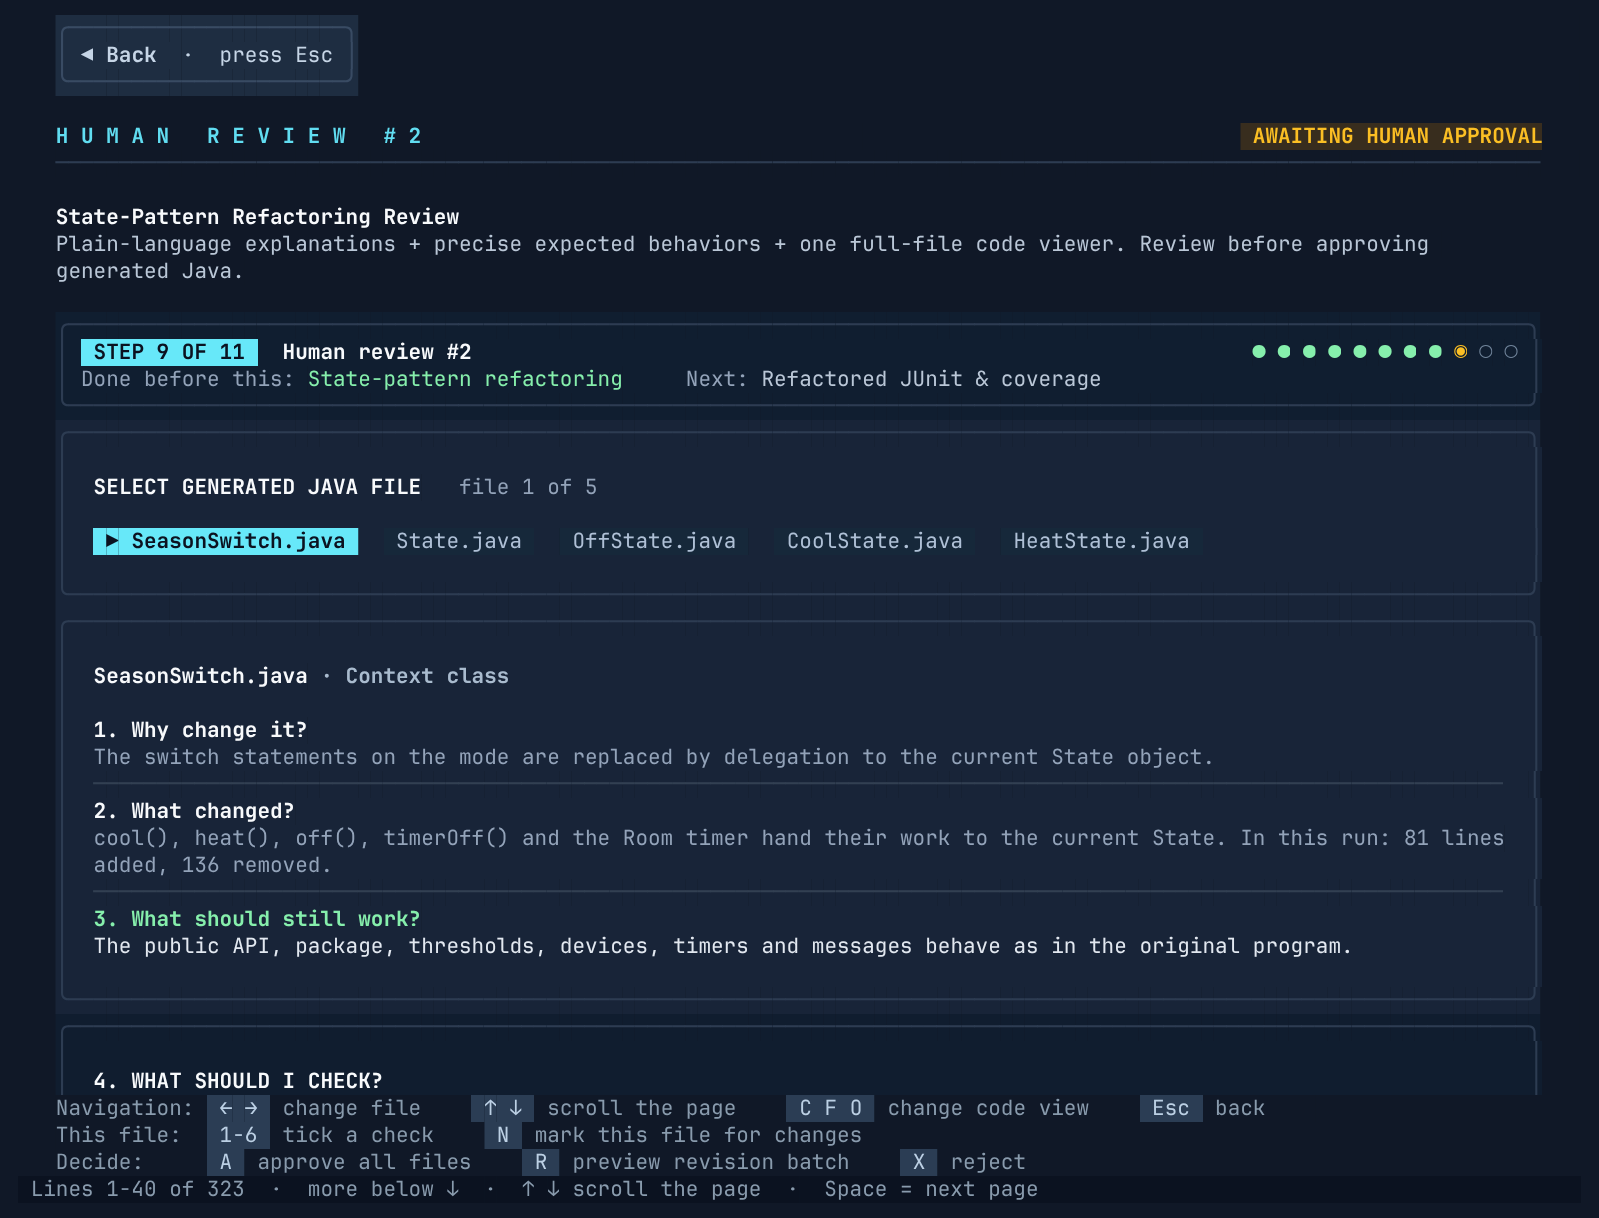 ◄ Back · press Esc
HUMAN REVIEW #2
AWAITING HUMAN APPROVAL
State-Pattern Refactoring Review
Plain-language explanations + precise expected behaviors + one full-file code viewer. Review before approving
generated Java.
STEP 9 OF 11 Human review #2
Done before this: State-pattern refactoring Next: Refactored JUnit & coverage
SELECT GENERATED JAVA FILE file 1 of 5
► SeasonSwitch.java State.java OffState.java CoolState.java HeatState.java
SeasonSwitch.java · Context class
1. Why change it?
The switch statements on the mode are replaced by delegation to the current State object.
2. What changed?
cool(), heat(), off(), timerOff() and the Room timer hand their work to the current State. In this run: 81 lines
added, 136 removed.
3. What should still work?
The public API, package, thresholds, devices, timers and messages behave as in the original program.
4. WHAT SHOULD I CHECK?
Navigation: ← → change file ↑ ↓ scroll the page C F O change code view Esc back
This file: 1-6 tick a check N mark this file for changes
Decide: A approve all files R preview revision batch X reject
Lines 1-40 of 323 · more below ↓ · ↑ ↓ scroll the page · Space = next page